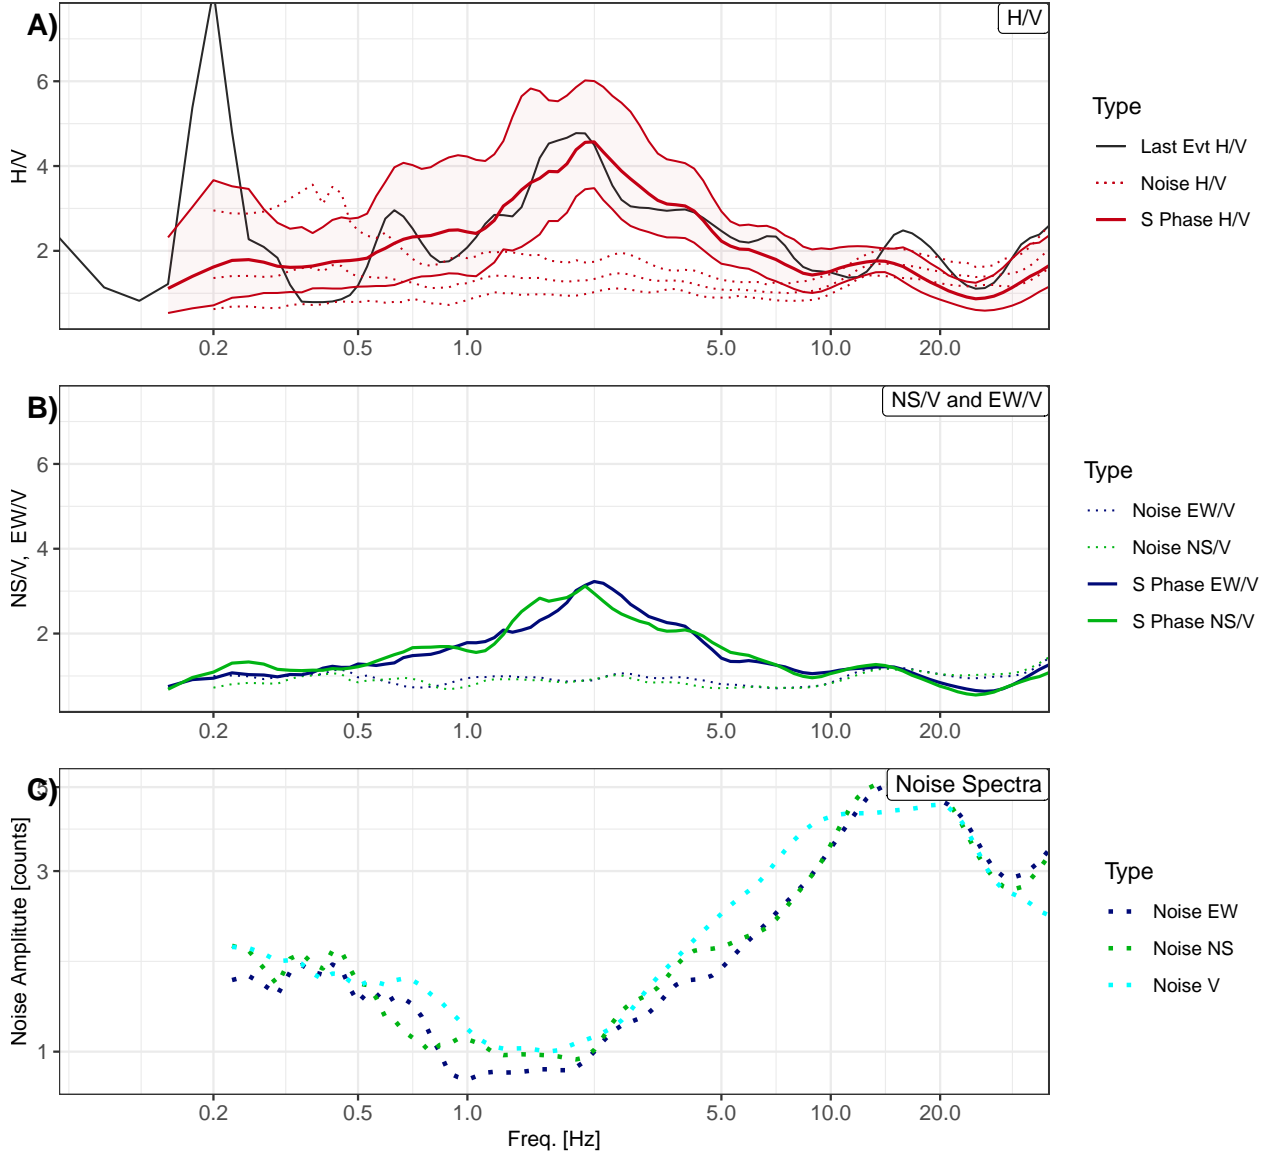 A)
H/V
6
4
2
H/V
0.2 0.5 1.0 5.0 10.0 20.0
Type
Last Evt H/V
Noise H/V
S Phase H/V
B)
NS/V and EW/V
6
4
2
NS/V, EW/V
0.2 0.5 1.0 5.0 10.0 20.0
Type
Noise EW/V
Noise NS/V
S Phase EW/V
S Phase NS/V
C)
Noise Spectra
3
1
Noise Amplitude [counts]
0.2 0.5 1.0 5.0 10.0 20.0
Freq. [Hz]
Type
Noise EW
Noise NS
Noise V